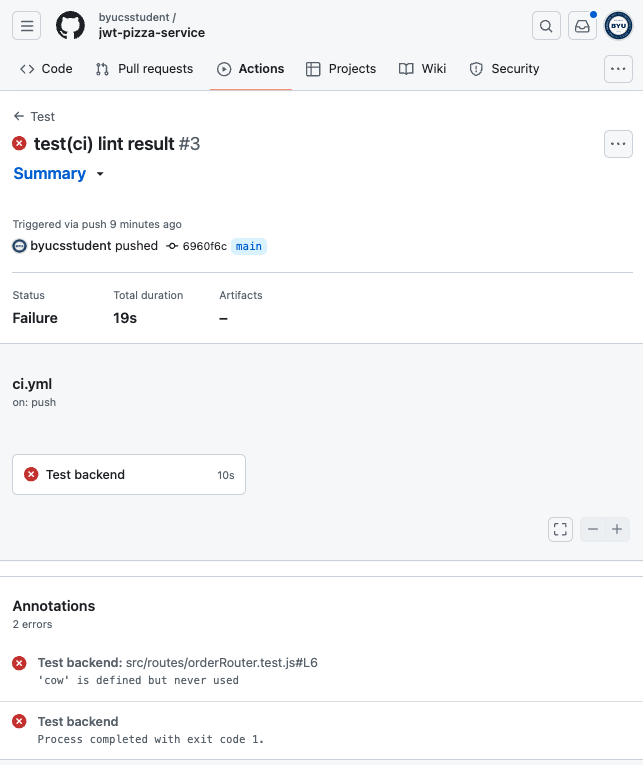 byucsstudent /
jwt-pizza-service
BYU
Code Pull requests Actions Projects Wiki Security
Test
test(ci) lint result #3
Summary
Triggered via push 9 minutes ago
byucsstudent pushed 6960f6c main
Status Total duration Artifacts
Failure 19s –
ci.yml
on: push
Test backend 10s
Annotations
2 errors
Test backend: src/routes/orderRouter.test.js#L6
'cow' is defined but never used
Test backend
Process completed with exit code 1.